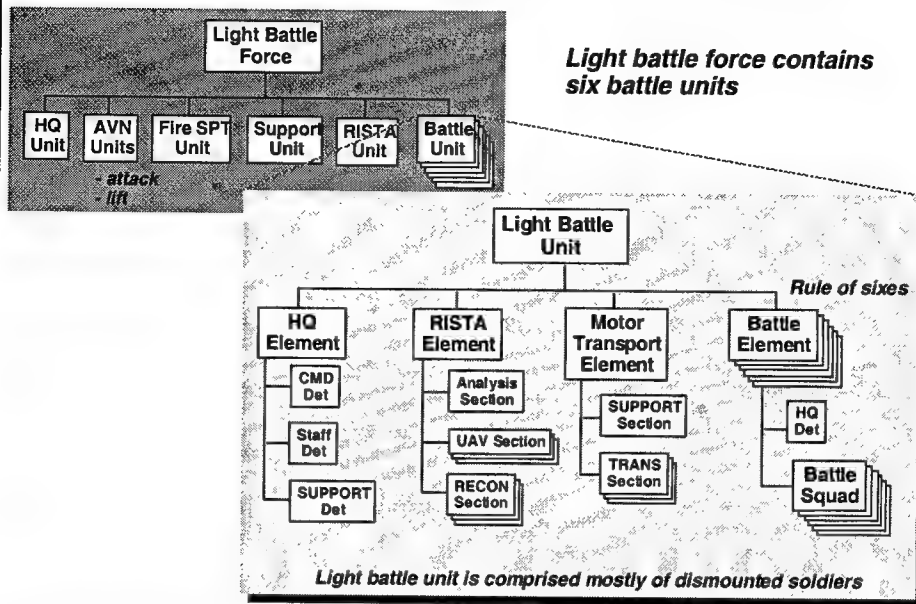 Light Battle
Force
Light battle force contains
six battle units
HQ
Unit
AVN
Units
Fire SPT
Unit
Support
Unit
RISTA
Unit
Battle
Unit
- attack
- lift
Light Battle
Unit
Rule of sixes
HQ
Element
CMD
Det
Staff
Det
SUPPORT
Det
RISTA
Element
Analysis
Section
UAV Section
RECON
Section
Motor
Transport
Element
SUPPORT
Section
TRANS
Section
Battle
Element
HQ
Det
Battle
Squad
Light battle unit is comprised mostly of dismounted soldiers